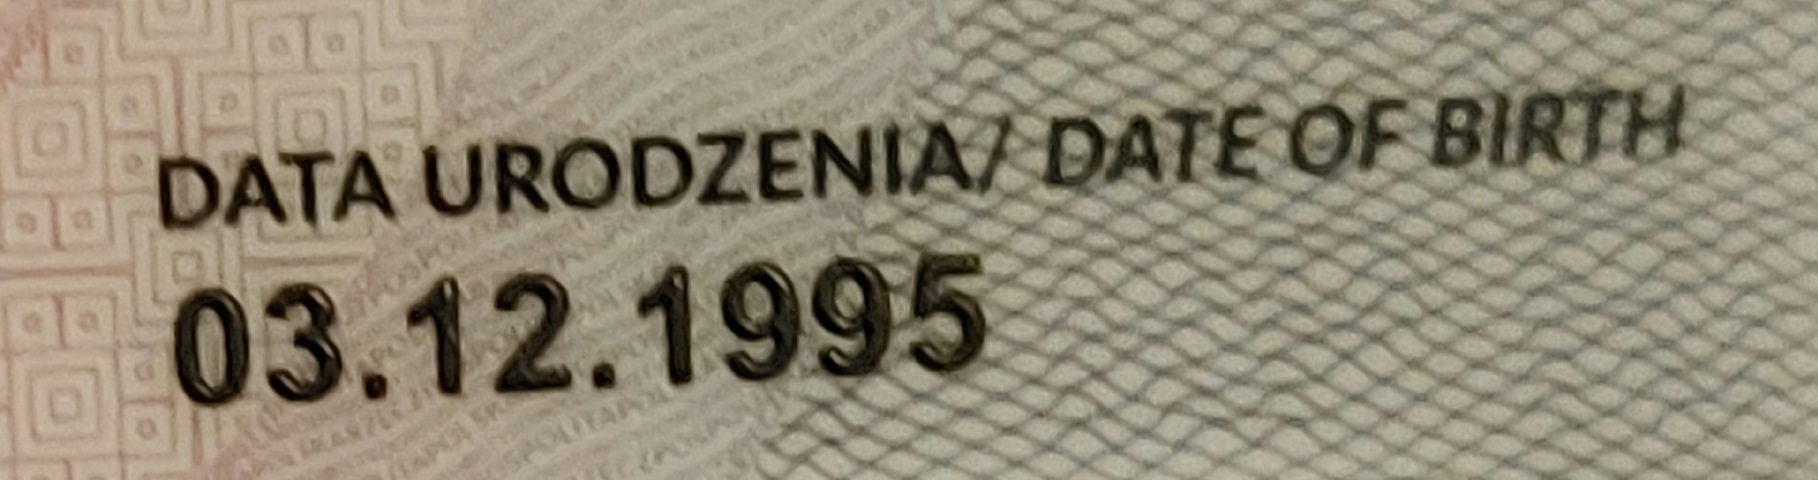 DATA URODZENIA/ DATE OF BIRTH
03.12.1995